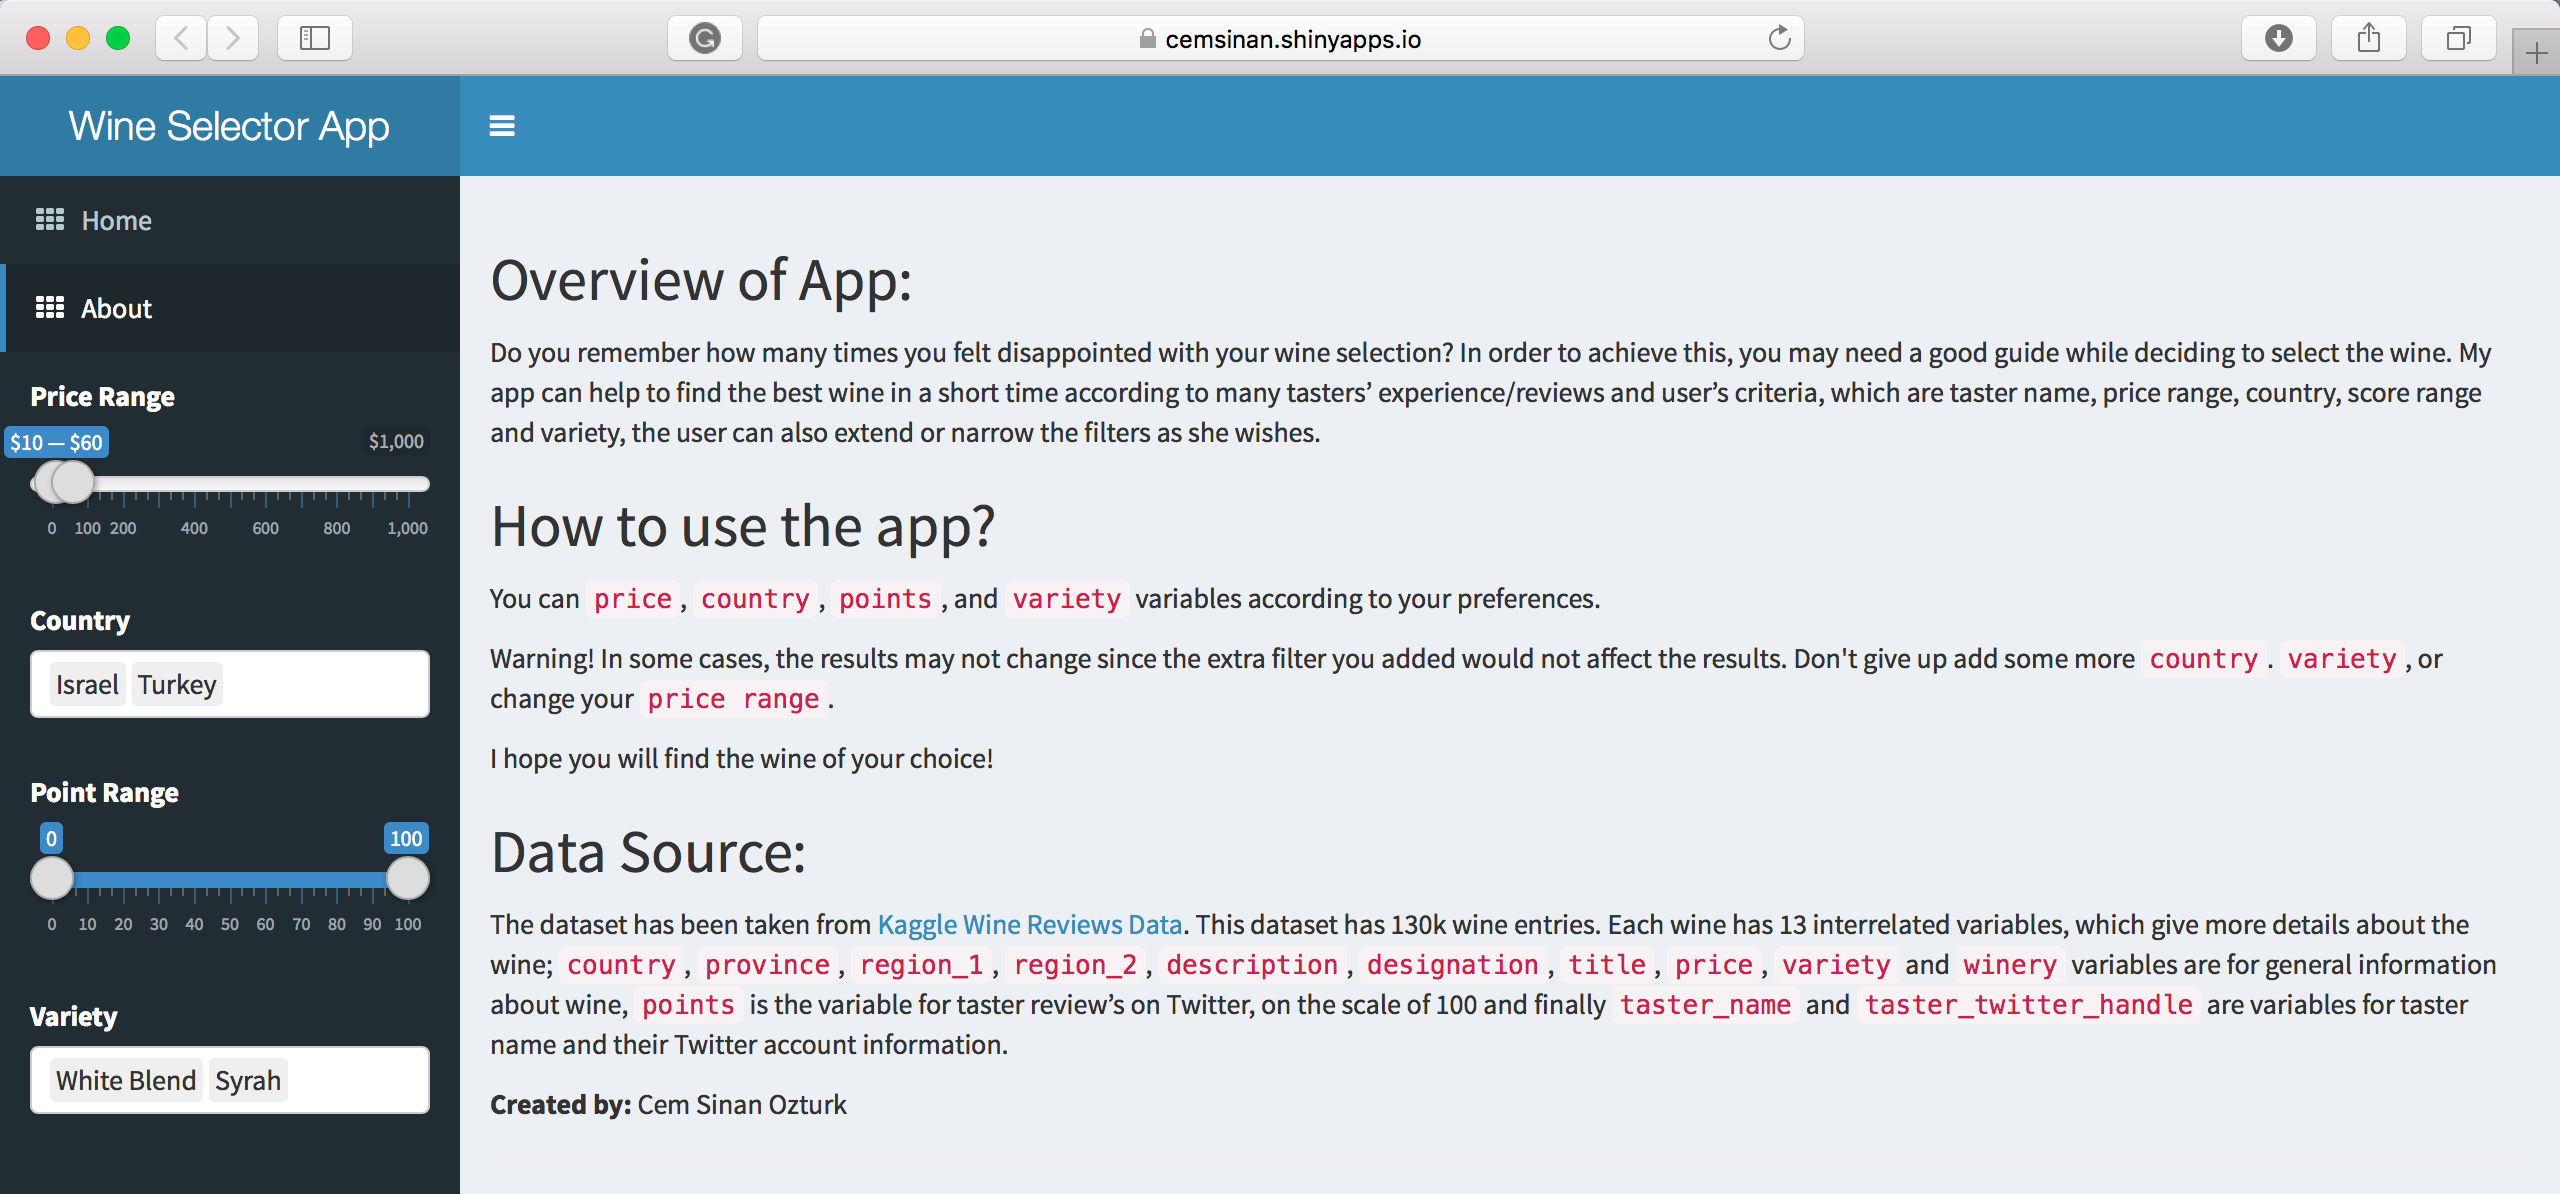 cemsinan.shinyapps.io
Wine Selector App
Home
About
Price Range
$10 — $60 $1,000
0 100 200 400 600 800 1,000
Country
Israel Turkey
Point Range
0 100
0 10 20 30 40 50 60 70 80 90 100
Variety
White Blend Syrah
Overview of App:
Do you remember how many times you felt disappointed with your wine selection? In order to achieve this, you may need a good guide while deciding to select the wine. My
app can help to find the best wine in a short time according to many tasters’ experience/reviews and user’s criteria, which are taster name, price range, country, score range
and variety, the user can also extend or narrow the filters as she wishes.
How to use the app?
You can price , country , points , and variety variables according to your preferences.
Warning! In some cases, the results may not change since the extra filter you added would not affect the results. Don't give up add some more country . variety , or
change your price range .
I hope you will find the wine of your choice!
Data Source:
The dataset has been taken from Kaggle Wine Reviews Data. This dataset has 130k wine entries. Each wine has 13 interrelated variables, which give more details about the
wine; country , province , region_1 , region_2 , description , designation , title , price , variety and winery variables are for general information
about wine, points is the variable for taster review’s on Twitter, on the scale of 100 and finally taster_name and taster_twitter_handle are variables for taster
name and their Twitter account information.
Created by: Cem Sinan Ozturk